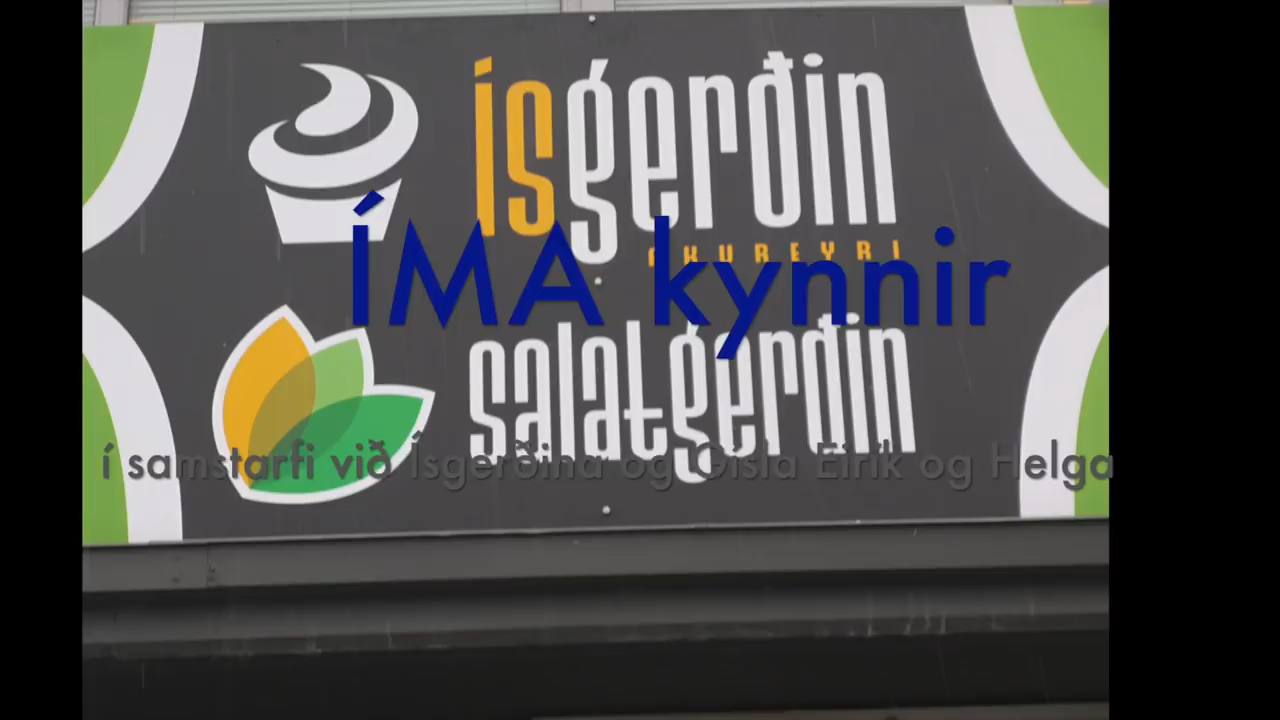 ísgerðin
AKUREYRI
ÍMA kynnir
salatgerðin
í samstarfi við Ísgerðina og Gísla Eirík og Helga